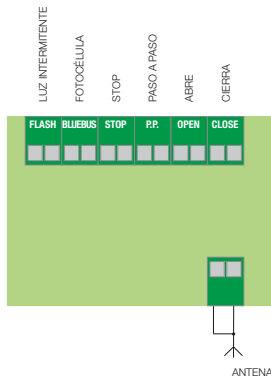 LUZ INTERMITENTE
FOTOCÉLULA
STOP
PASO A PASO
ABRE
CIERRA
FLASH BLUEBUS STOP P.P. OPEN CLOSE
ANTENA